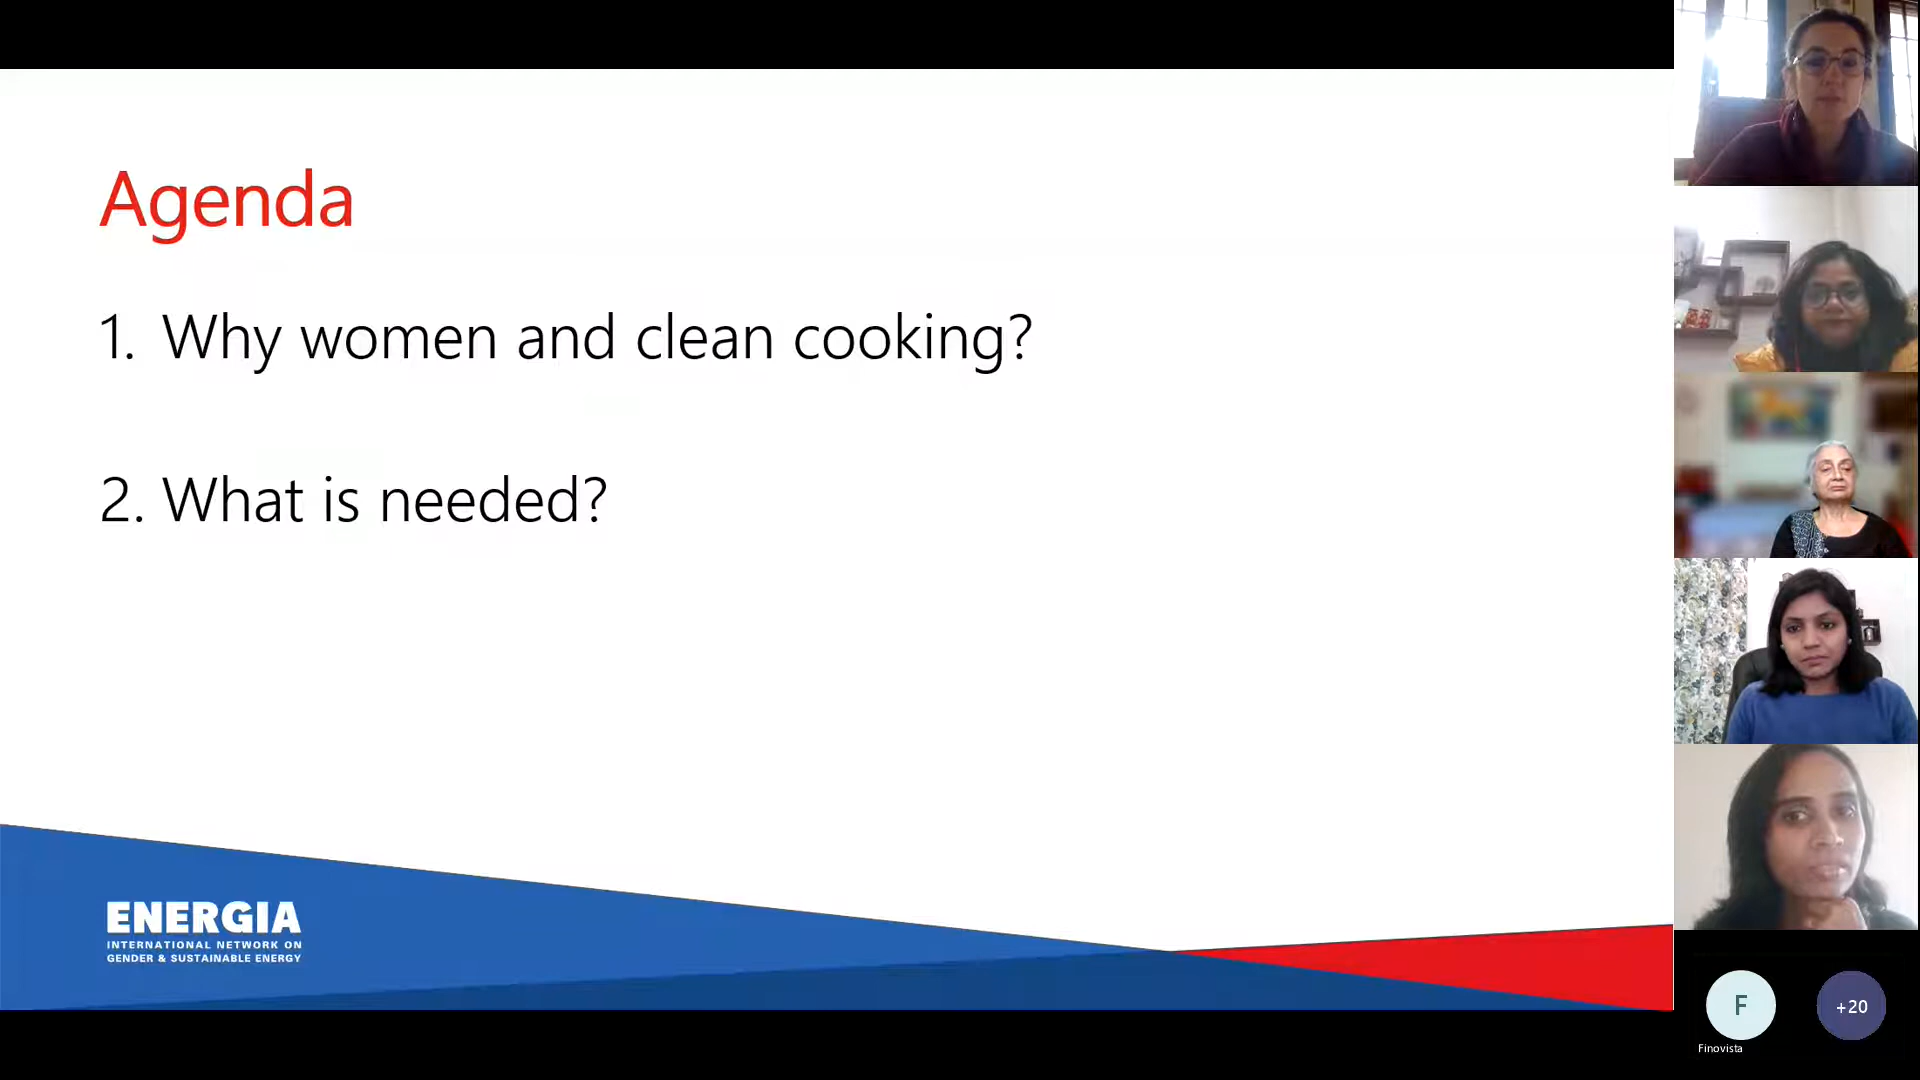 Agenda
1. Why women and clean cooking?
2. What is needed?
ENERGIA
INTERNATIONAL NETWORK ON
GENDER & SUSTAINABLE ENERGY
F
+20
Finovista